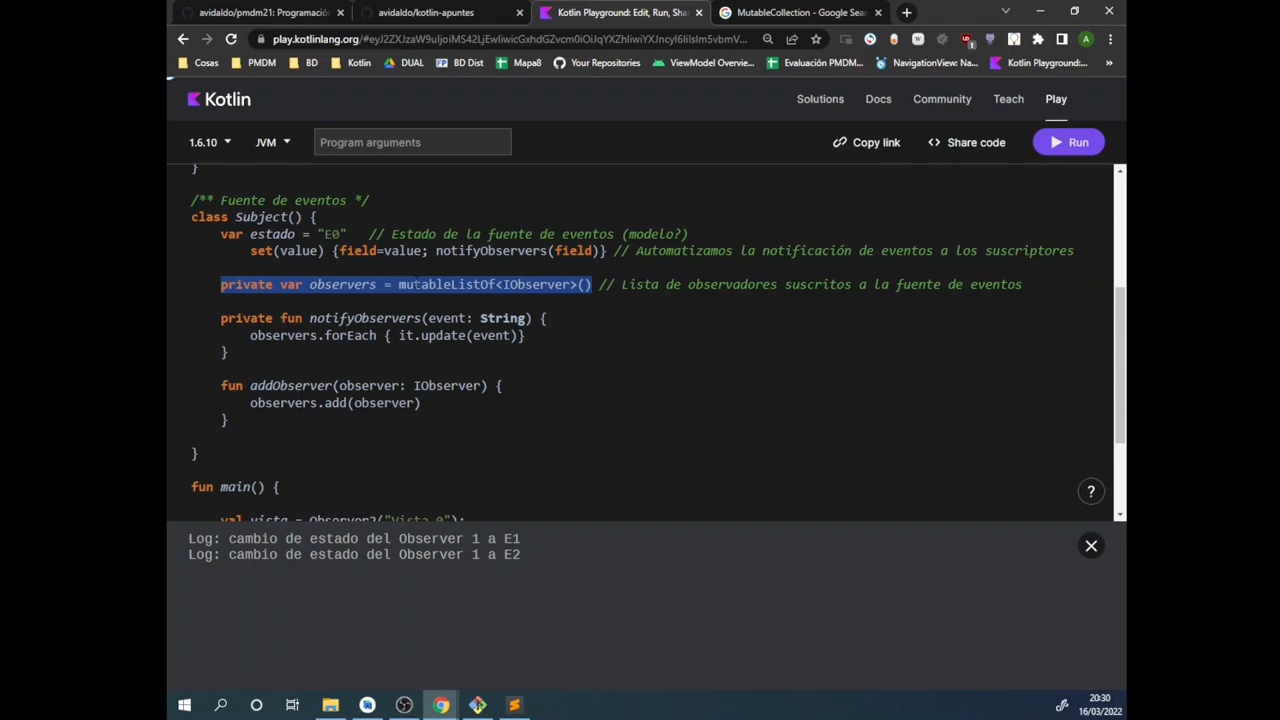 avidaldo/pmdm21: Programación
avidaldo/kotlin-apuntes
Kotlin Playground: Edit, Run, Sha
MutableCollection - Google Sear
play.kotlinlang.org/
Cosas
PMDM
BD
Kotlin
DUAL
BD Dist
Mapa8
Your Repositories
ViewModel Overvie...
Evaluación PMDM...
NavigationView: Na...
Kotlin Playground:...
Kotlin
Solutions
Docs
Community
Teach
Play
1.6.10
JVM
Program arguments
Copy link
Share code
Run
}
/** Fuente de eventos */
class Subject() {
var estado = "E0" // Estado de la fuente de eventos (modelo?)
set(value) {field=value; notifyObservers(field)} // Automatizamos la notificación de eventos a los suscriptores
private var observers = mutableListOf<IObserver>() // Lista de observadores suscritos a la fuente de eventos
private fun notifyObservers(event: String) {
observers.forEach { it.update(event)}
}
fun addObserver(observer: IObserver) {
observers.add(observer)
}
}
fun main() {
val vista = Observer2("Vista 0");
?
Log: cambio de estado del Observer 1 a E1
Log: cambio de estado del Observer 1 a E2
20:30
16/03/2022